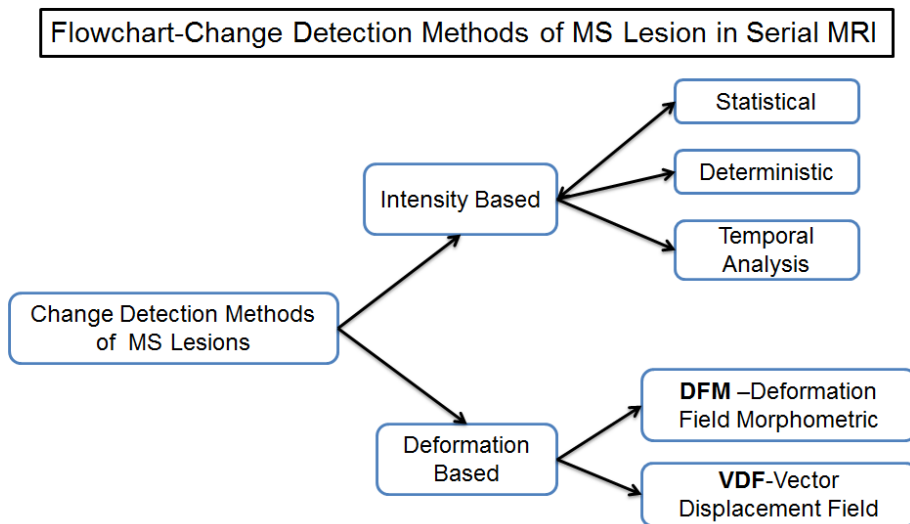 Flowchart-Change Detection Methods of MS Lesion in Serial MRI
Statistical
Intensity Based
Deterministic
Temporal
Analysis
Change Detection Methods
of MS Lesions
DFM –Deformation
Field Morphometric
Deformation
Based
VDF-Vector
Displacement Field